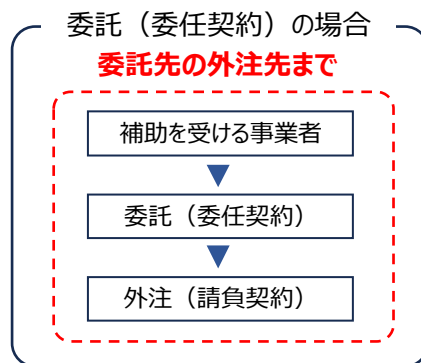 委託（委任契約）の場合
委託先の外注先まで
補助を受ける事業者
委託（委任契約）
外注（請負契約）